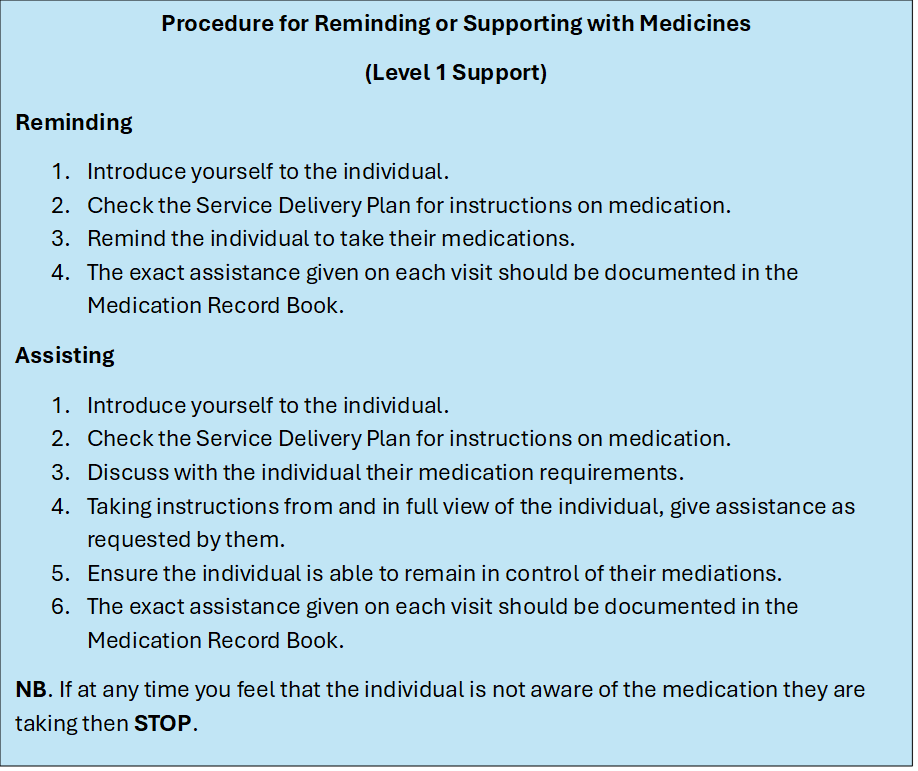 Procedure for Reminding or Supporting with Medicines
(Level 1 Support)
Reminding
1. Introduce yourself to the individual.
2. Check the Service Delivery Plan for instructions on medication.
3. Remind the individual to take their medications.
4. The exact assistance given on each visit should be documented in the
Medication Record Book.
Assisting
1. Introduce yourself to the individual.
2. Check the Service Delivery Plan for instructions on medication.
3. Discuss with the individual their medication requirements.
4. Taking instructions from and in full view of the individual, give assistance as
requested by them.
5. Ensure the individual is able to remain in control of their mediations.
6. The exact assistance given on each visit should be documented in the
Medication Record Book.
NB. If at any time you feel that the individual is not aware of the medication they are
taking then STOP.